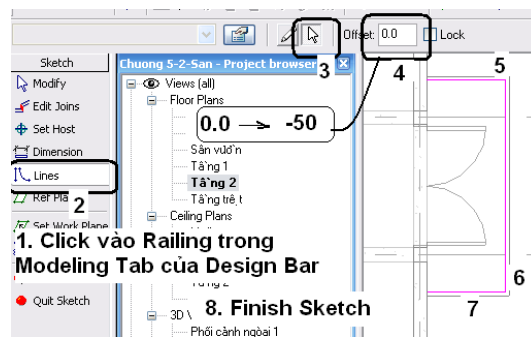 Offset: 0.0 Lock
3
Sketch
Chuong 5-2-San - Project browser
4
5
Modify
Views (all)
Edit Joins
Floor Plans
Set Host
0.0 -50
Dimension
Sân vườn
Lines
Tầng 1
Tầng 2
2
Tầng trệt
Ceiling Plans
Set Work Plane
1. Click vào Railing trong
Modeling Tab của Design Bar
6
Quit Sketch
8. Finish Sketch
7
3D
Phối cảnh ngoài 1